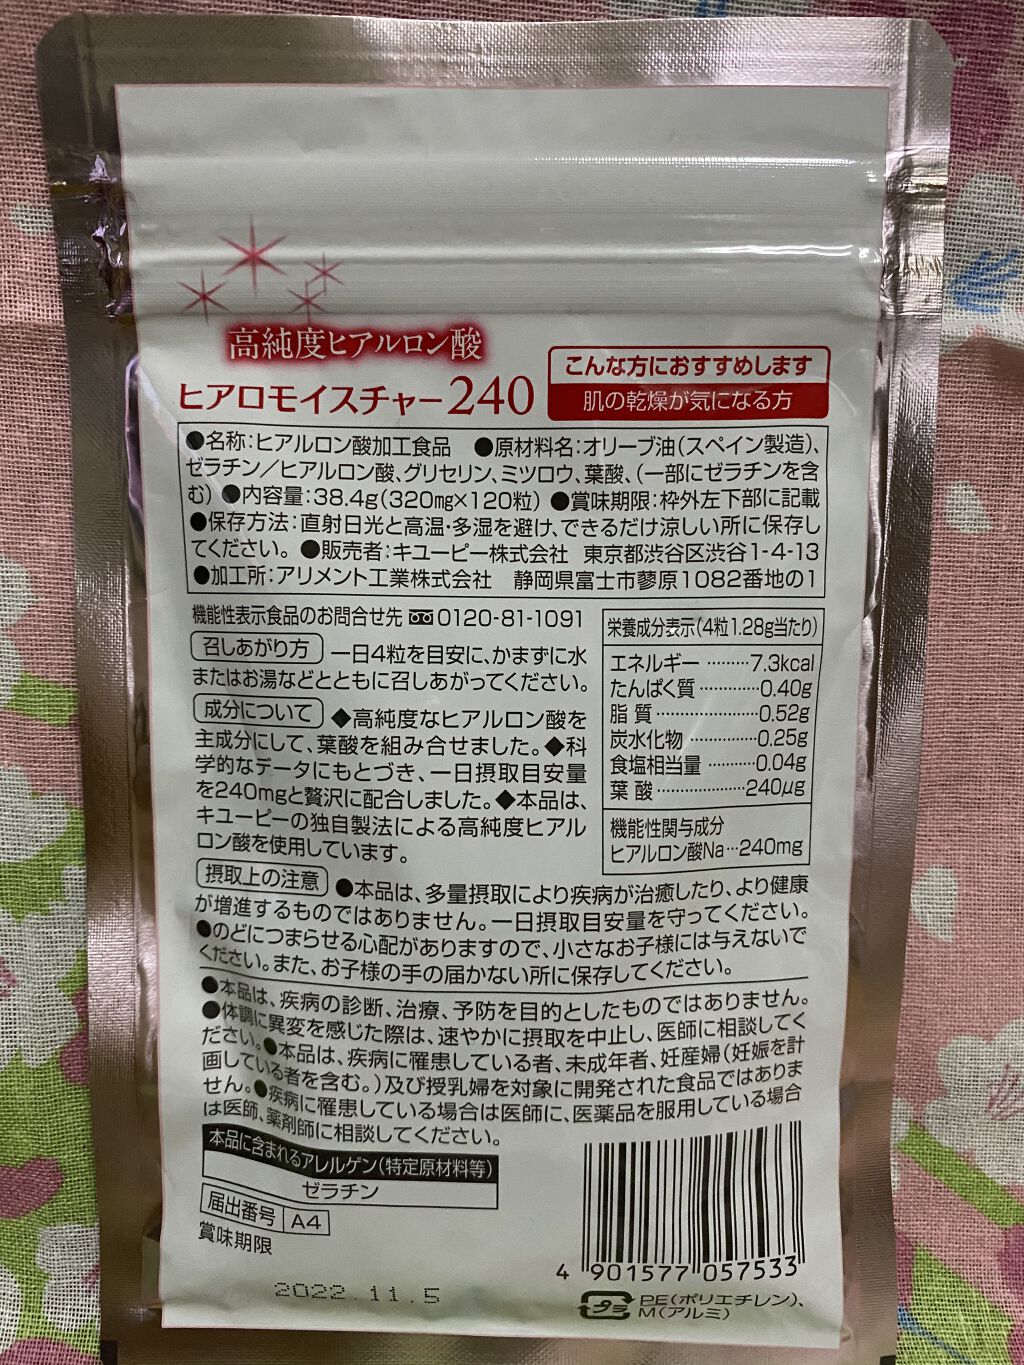 高純度ヒアルロン酸
ヒアロモイスチャー240
こんな方におすすめします
肌の乾燥が気になる方
●名称:ヒアルロン酸加工食品 ●原材料名:オリーブ油(スペイン製造)、
ゼラチン/ヒアルロン酸、グリセリン、ミツロウ、葉酸、(一部にゼラチンを含
む) ●内容量:38.4g(320mg×120粒) ●賞味期限:枠外左下部に記載
●保存方法:直射日光と高温・多湿を避け、できるだけ涼しい所に保存し
てください。 ●販売者:キユーピー株式会社 東京都渋谷区渋谷1-4-13
●加工所:アリメント工業株式会社 静岡県富士市蓼原1082番地の1
機能性表示食品のお問合せ先 0120-81-1091
召しあがり方 一日4粒を目安に、かまずに水
またはお湯などとともに召しあがってください。
成分について ◆高純度なヒアルロン酸を
主成分にして、葉酸を組み合せました。◆科
学的なデータにもとづき、一日摂取目安量
を240mgと贅沢に配合しました。◆本品は、
キユーピーの独自製法による高純度ヒアル
ロン酸を使用しています。
栄養成分表示(4粒1.28g当たり)
エネルギー………7.3kcal
たんぱく質…………0.40g
脂質…………………0.52g
炭水化物……………0.25g
食塩相当量…………0.04g
葉酸…………………240μg
機能性関与成分
ヒアルロン酸Na…240mg
摂取上の注意 ●本品は、多量摂取により疾病が治癒したり、より健康
が増進するものではありません。一日摂取目安量を守ってください。
●のどにつまらせる心配がありますので、小さなお子様には与えないで
ください。また、お子様の手の届かない所に保存してください。
●本品は、疾病の診断、治療、予防を目的としたものではありません。
●体調に異変を感じた際は、速やかに摂取を中止し、医師に相談してく
ださい。●本品は、疾病に罹患している者、未成年者、妊産婦(妊娠を計
画している者を含む。)及び授乳婦を対象に開発された食品ではありま
せん。●疾病に罹患している場合は医師に、医薬品を服用している場合
は医師、薬剤師に相談してください。
本品に含まれるアレルゲン(特定原材料等)
ゼラチン
届出番号 A4
賞味期限
2022.11.5
4 901577 057533
プラ PE(ポリエチレン)、
M(アルミ)